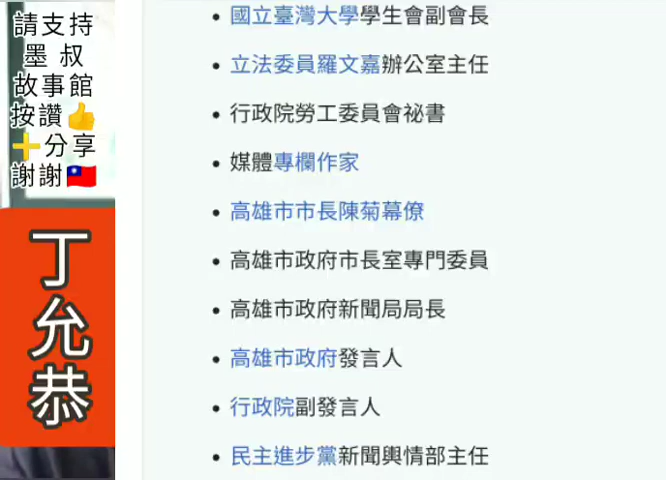 請支持
墨 叔
故事館
按讚👍
➕分享
謝謝🇹🇼
丁允恭
國立臺灣大學學生會副會長
立法委員羅文嘉辦公室主任
行政院勞工委員會祕書
媒體專欄作家
高雄市市長陳菊幕僚
高雄市政府市長室專門委員
高雄市政府新聞局局長
高雄市政府發言人
行政院副發言人
民主進步黨新聞輿情部主任